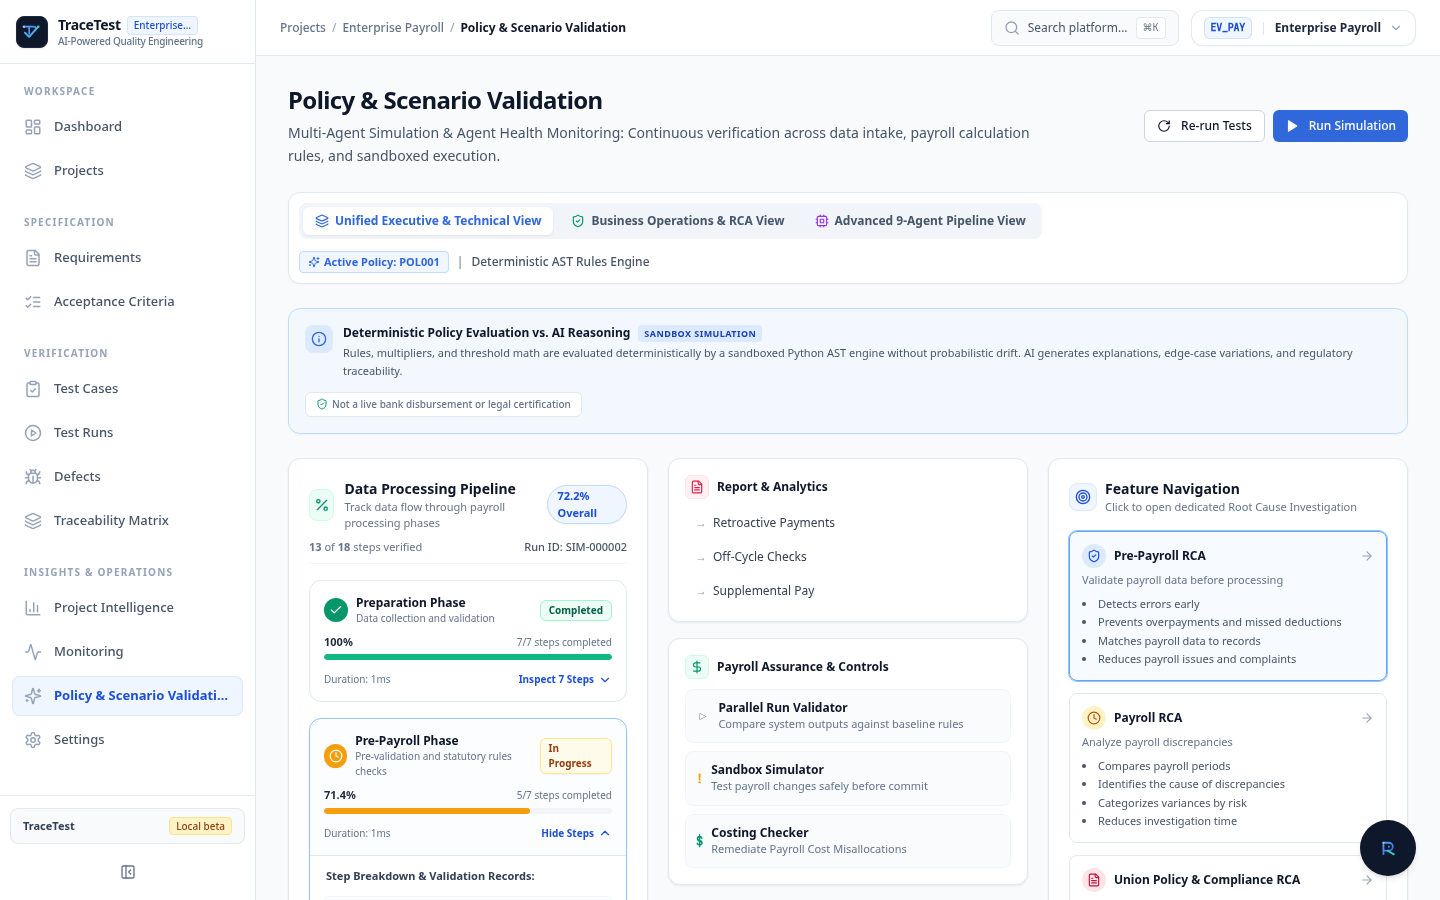 TraceTest
Enterprise...
AI-Powered Quality Engineering
WORKSPACE
Dashboard
Projects
SPECIFICATION
Requirements
Acceptance Criteria
VERIFICATION
Test Cases
Test Runs
Defects
Traceability Matrix
INSIGHTS & OPERATIONS
Project Intelligence
Monitoring
Policy & Scenario Validati...
Settings
TraceTest
Local beta
Projects / Enterprise Payroll / Policy & Scenario Validation
Search platform...
⌘K
EV_PAY
Enterprise Payroll
Policy & Scenario Validation
Multi-Agent Simulation & Agent Health Monitoring: Continuous verification across data intake, payroll calculation
rules, and sandboxed execution.
Re-run Tests
Run Simulation
Unified Executive & Technical View
Business Operations & RCA View
Advanced 9-Agent Pipeline View
Active Policy: POL001 | Deterministic AST Rules Engine
Deterministic Policy Evaluation vs. AI Reasoning
SANDBOX SIMULATION
Rules, multipliers, and threshold math are evaluated deterministically by a sandboxed Python AST engine without probabilistic drift. AI generates explanations, edge-case variations, and regulatory
traceability.
Not a live bank disbursement or legal certification
Data Processing Pipeline
Track data flow through payroll
processing phases
72.2%
Overall
13 of 18 steps verified
Run ID: SIM-000002
Preparation Phase
Data collection and validation
Completed
100%
7/7 steps completed
Duration: 1ms
Inspect 7 Steps
Pre-Payroll Phase
Pre-validation and statutory rules
checks
In
Progress
71.4%
5/7 steps completed
Duration: 1ms
Hide Steps
Step Breakdown & Validation Records:
Report & Analytics
→ Retroactive Payments
→ Off-Cycle Checks
→ Supplemental Pay
Payroll Assurance & Controls
Parallel Run Validator
Compare system outputs against baseline rules
Sandbox Simulator
Test payroll changes safely before commit
Costing Checker
Remediate Payroll Cost Misallocations
Feature Navigation
Click to open dedicated Root Cause Investigation
Pre-Payroll RCA
Validate payroll data before processing
• Detects errors early
• Prevents overpayments and missed deductions
• Matches payroll data to records
• Reduces payroll issues and complaints
Payroll RCA
Analyze payroll discrepancies
• Compares payroll periods
• Identifies the cause of discrepancies
• Categorizes variances by risk
• Reduces investigation time
Union Policy & Compliance RCA